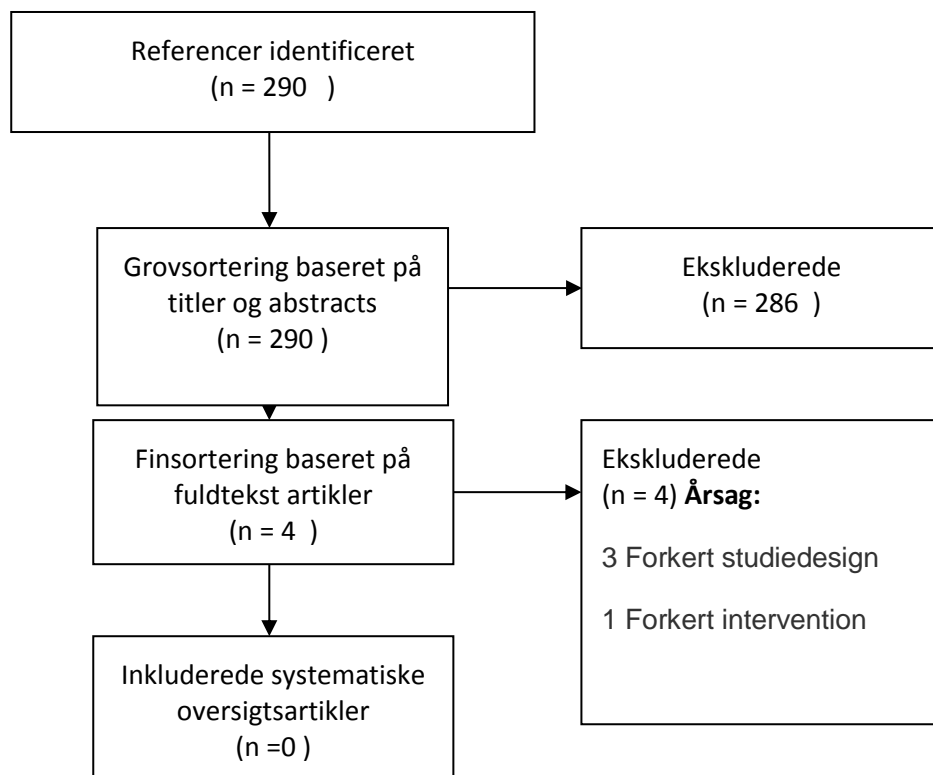 Referencer identificeret
(n = 290   )
Grovsortering baseret på
titler og abstracts
(n = 290 )
Ekskluderede
(n = 286   )
Finsortering baseret på
fuldtekst artikler
(n = 4   )
Ekskluderede
(n = 4) Årsag:
3 Forkert studiedesign
1 Forkert intervention
Inkluderede systematiske
oversigtsartikler
(n =0   )